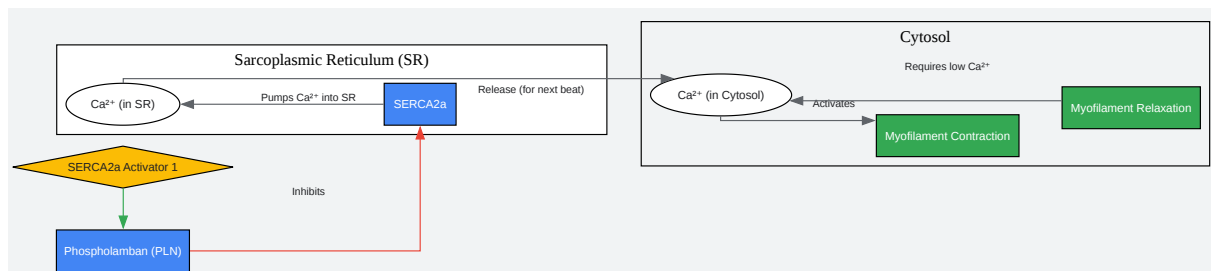 Sarcoplasmic Reticulum (SR)
Ca²⁺ (in SR)
Pumps Ca²⁺ into SR
SERCA2a
Release (for next beat)
Cytosol
Requires low Ca²⁺
Ca²⁺ (in Cytosol)
Activates
Myofilament Relaxation
Myofilament Contraction
SERCA2a Activator 1
Inhibits
Phospholamban (PLN)